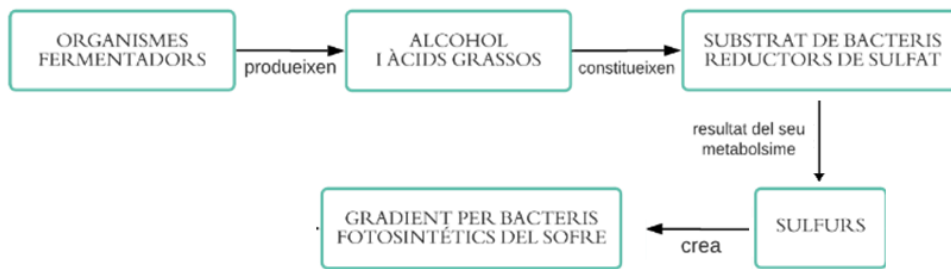 ORGANISMES
FERMENTADORS
produeixen
ALCOHOL
I ÀCIDS GRASSOS
constitueixen
SUBSTRAT DE BACTERIS
REDUCTORS DE SULFAT
resultat del seu
metabolsime
SULFURS
crea
GRADIENT PER BACTERIS
FOTOSINTÉTICS DEL SOFRE